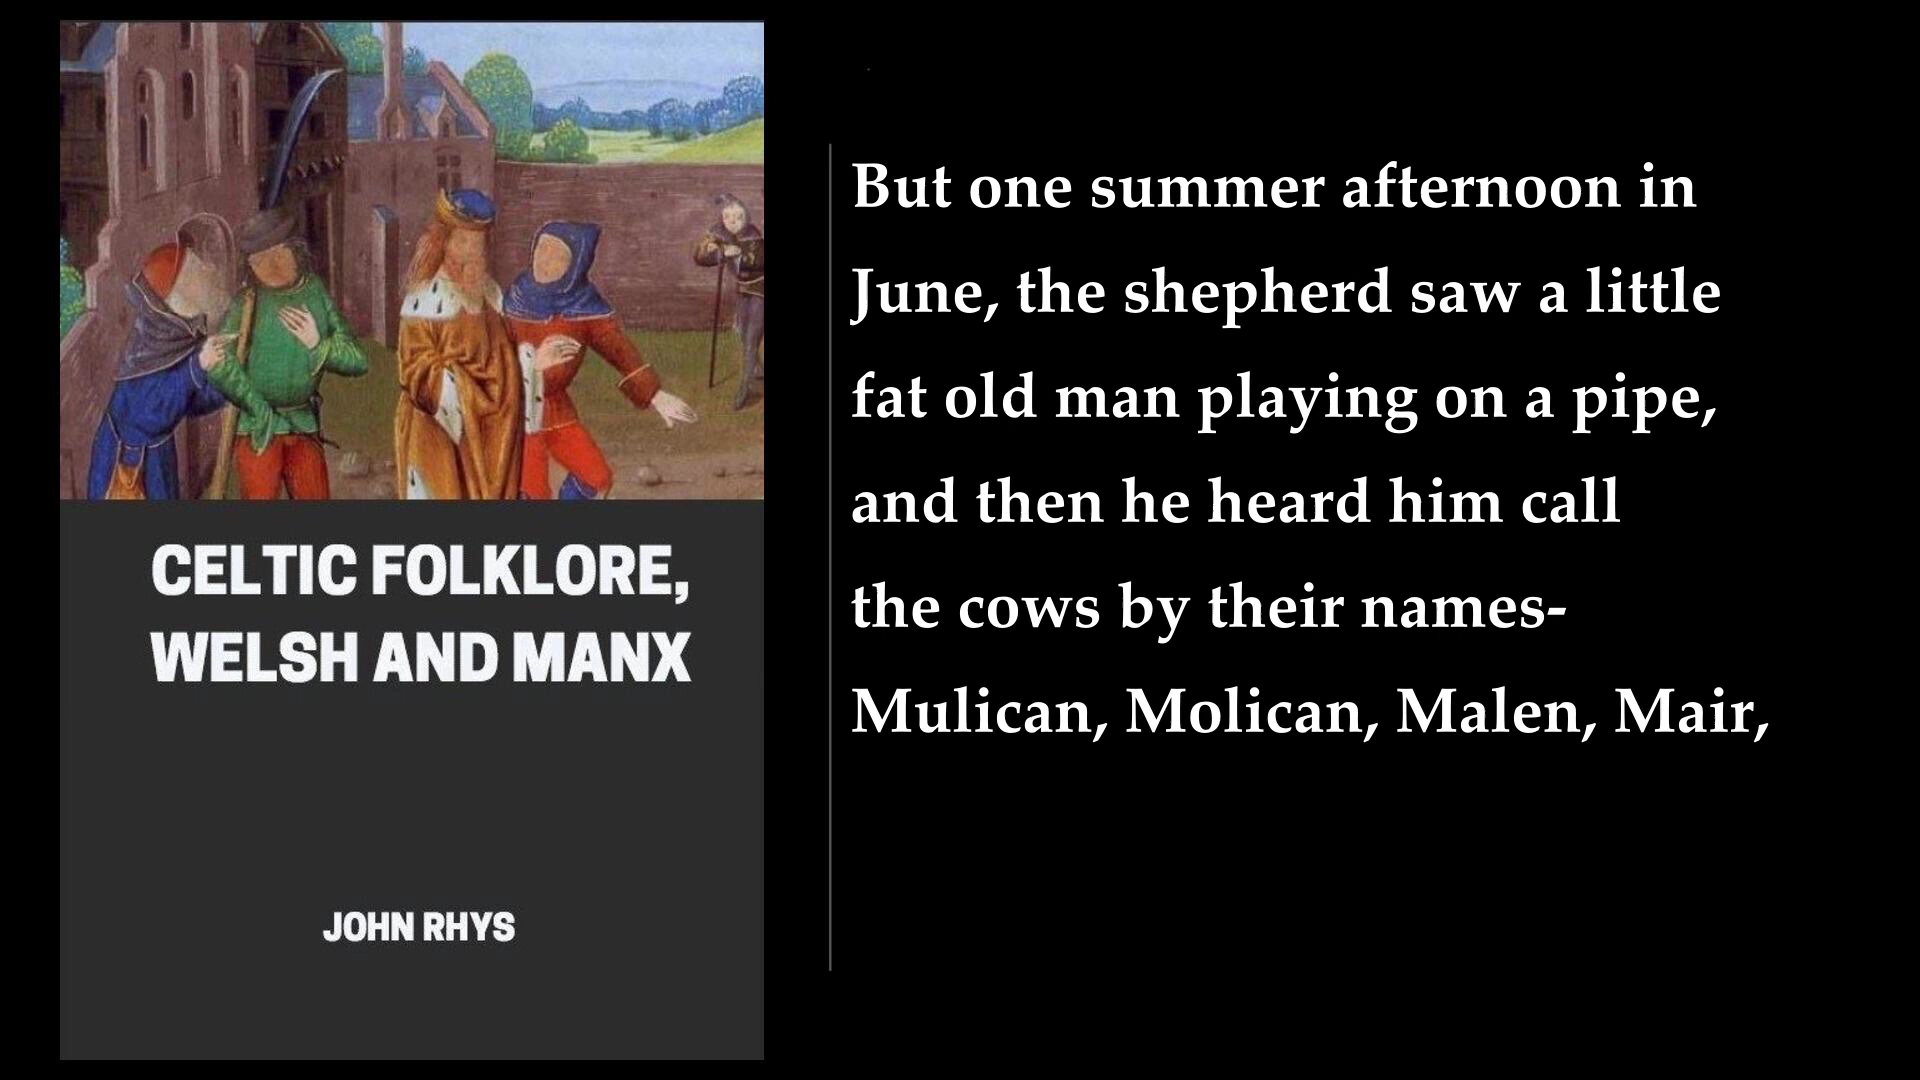 CELTIC FOLKLORE,
WELSH AND MANX
JOHN RHYS
But one summer afternoon in
June, the shepherd saw a little
fat old man playing on a pipe,
and then he heard him call
the cows by their names-
Mulican, Molican, Malen, Mair,